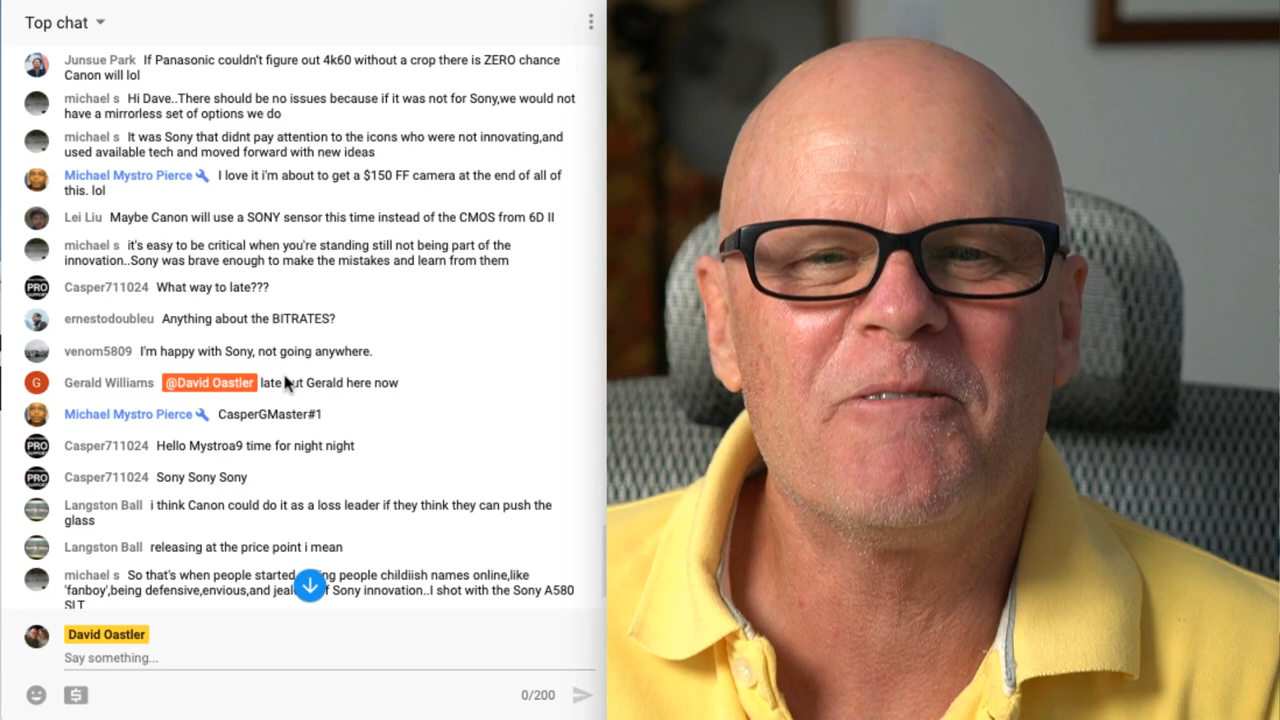 Top chat
Junsue Park If Panasonic couldn't figure out 4k60 without a crop there is ZERO chance
Canon will lol
michael s Hi Dave..There should be no issues because if it was not for Sony,we would not
have a mirrorless set of options we do
michael s It was Sony that didnt pay attention to the icons who were not innovating,and
used available tech and moved forward with new ideas
Michael Mystro Pierce I love it i'm about to get a $150 FF camera at the end of all of
this. lol
Lei Liu Maybe Canon will use a SONY sensor this time instead of the CMOS from 6D II
michael s it's easy to be critical when you're standing still not being part of the
innovation..Sony was brave enough to make the mistakes and learn from them
PRO
Casper711024 What way to late???
ernestodoubleu Anything about the BITRATES?
venom5809 I'm happy with Sony, not going anywhere.
G
Gerald Williams @David Oastler late Gerald here now
Michael Mystro Pierce CasperGMaster#1
PRO
Casper711024 Hello Mystroa9 time for night night
PRO
Casper711024 Sony Sony Sony
Langston Ball i think Canon could do it as a loss leader if they think they can push the
glass
Langston Ball releasing at the price point i mean
michael s So that's when people started people childiish names online,like
'fanboy',being defensive,envious,and Sony innovation..I shot with the Sony A580
SLT
David Oastler
Say something...
0/200